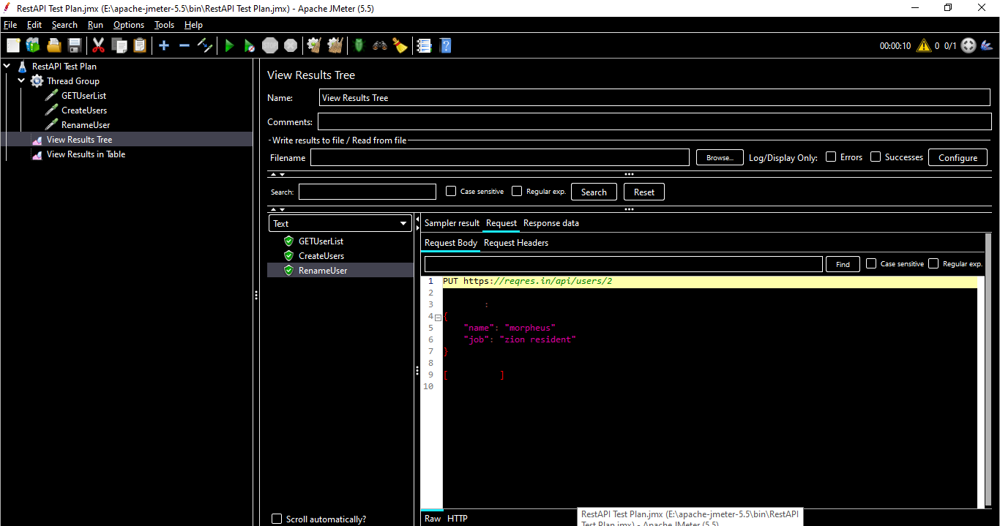 RestAPI Test Plan.jmx (E:\apache-jmeter-5.5\bin\RestAPI Test Plan.jmx) - Apache JMeter (5.5)
File Edit Search Run Options Tools Help
00:00:10 0 0/1
RestAPI Test Plan
Thread Group
GETUserList
CreateUsers
RenameUser
View Results Tree
View Results in Table
View Results Tree
Name: View Results Tree
Comments:
Write results to file / Read from file
Filename Browse... Log/Display Only: Errors Successes Configure
Search: Case sensitive Regular exp. Search Reset
Text
GETUserList
CreateUsers
RenameUser
Scroll automatically?
Sampler result Request Response data
Request Body Request Headers
Find Case sensitive Regular exp.
1 PUT https://reqres.in/api/users/2
2
3 :
4 {
5 "name": "morpheus"
6 "job": "zion resident"
7 }
8
9 [ ]
10
Raw HTTP
RestAPI Test Plan.jmx (E:\apache-jmeter-5.5\bin\RestAPI
Test Plan.jmx) - Apache JMeter (5.5)